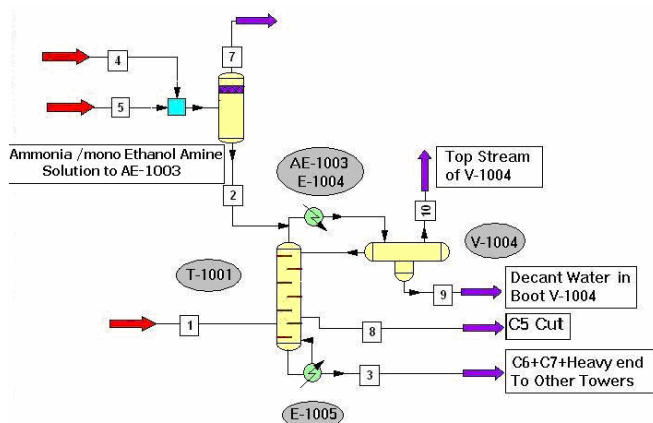 7
4
5
Ammonia /mono Ethanol Amine
Solution to AE-1003
2
AE-1003
E-1004
Top Stream
of V-1004
10
V-1004
T-1001
9
Decant Water in
Boot V-1004
1
8
C5 Cut
3
C6+C7+Heavy end
To Other Towers
E-1005